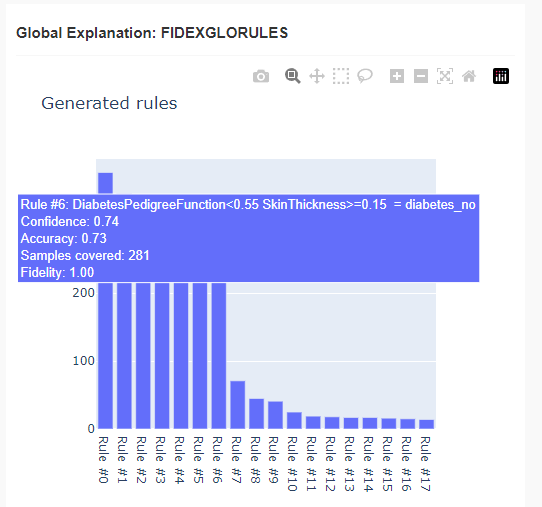 Global Explanation: FIDEXGLORULES
Generated rules
Rule #6: DiabetesPedigreeFunction<0.55 SkinThickness>=0.15  = diabetes_no
Confidence: 0.74
Accuracy: 0.73
Samples covered: 281
Fidelity: 1.00
200
100
0
Rule #0
Rule #1
Rule #2
Rule #3
Rule #4
Rule #5
Rule #6
Rule #7
Rule #8
Rule #9
Rule #10
Rule #11
Rule #12
Rule #13
Rule #14
Rule #15
Rule #16
Rule #17